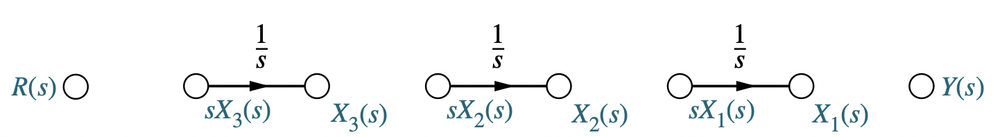 1/s 1/s 1/s
R(s) sX₃(s) X₃(s) sX₂(s) X₂(s) sX₁(s) X₁(s) Y(s)